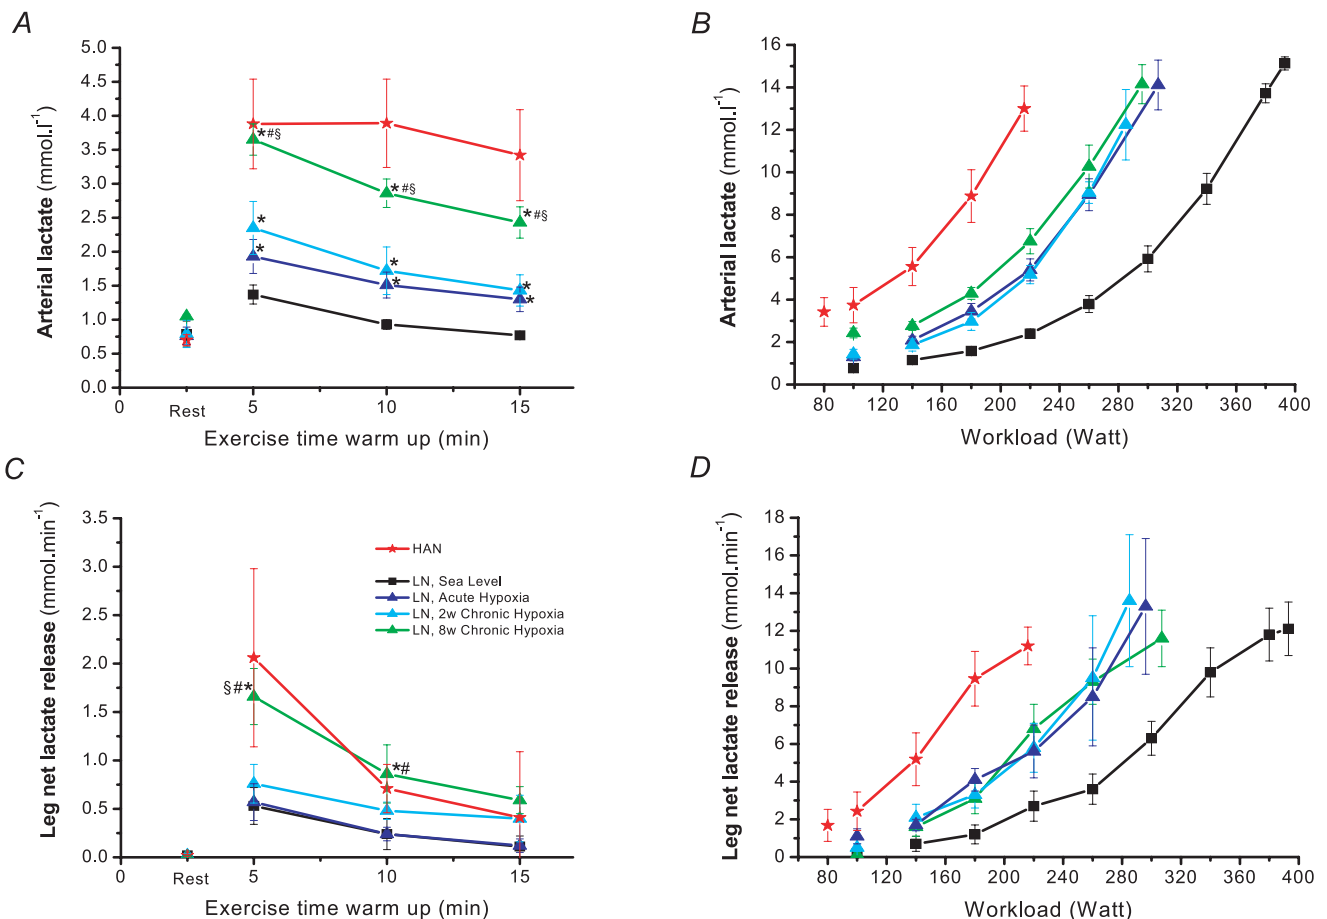 A
5.0
4.5
4.0
3.5
3.0
2.5
2.0
1.5
1.0
0.5
0.0
Arterial lactate (mmol.l⁻¹)
*#§
*#§
*#§
*
*
*
*
*
*
0 Rest 5 10 15
Exercise time warm up (min)
B
16
14
12
10
8
6
4
2
0
Arterial lactate (mmol.l⁻¹)
80 120 160 200 240 280 320 360 400
Workload (Watt)
C
3.5
3.0
2.5
2.0
1.5
1.0
0.5
0.0
Leg net lactate release (mmol.min⁻¹)
HAN
LN, Sea Level
LN, Acute Hypoxia
LN, 2w Chronic Hypoxia
LN, 8w Chronic Hypoxia
§#*
*#
0 Rest 5 10 15
Exercise time warm up (min)
D
18
16
14
12
10
8
6
4
2
0
Leg net lactate release (mmol.min⁻¹)
80 120 160 200 240 280 320 360 400
Workload (Watt)